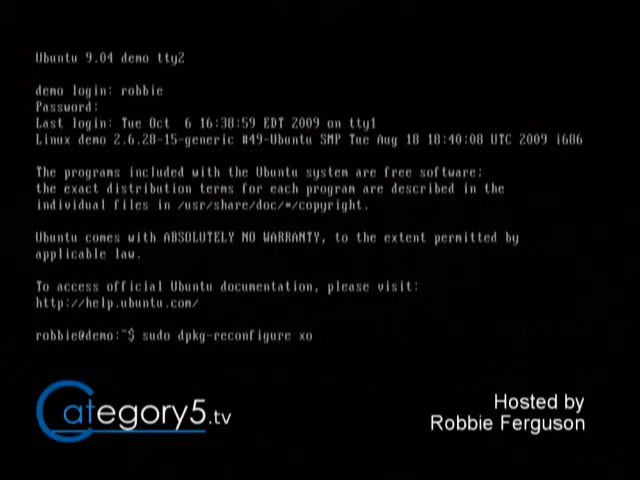 Ubuntu 9.04 demo tty2
demo login: robbie
Password:
Last login: Tue Oct  6 16:38:59 EDT 2009 on tty1
Linux demo 2.6.28-15-generic #49-Ubuntu SMP Tue Aug 18 18:40:08 UTC 2009 i686
The programs included with the Ubuntu system are free software;
the exact distribution terms for each program are described in the
individual files in /usr/share/doc/*/copyright.
Ubuntu comes with ABSOLUTELY NO WARRANTY, to the extent permitted by
applicable law.
To access official Ubuntu documentation, please visit:
http://help.ubuntu.com/
robbie@demo:~$ sudo dpkg-reconfigure xo
Category5.tv
Hosted by
Robbie Ferguson